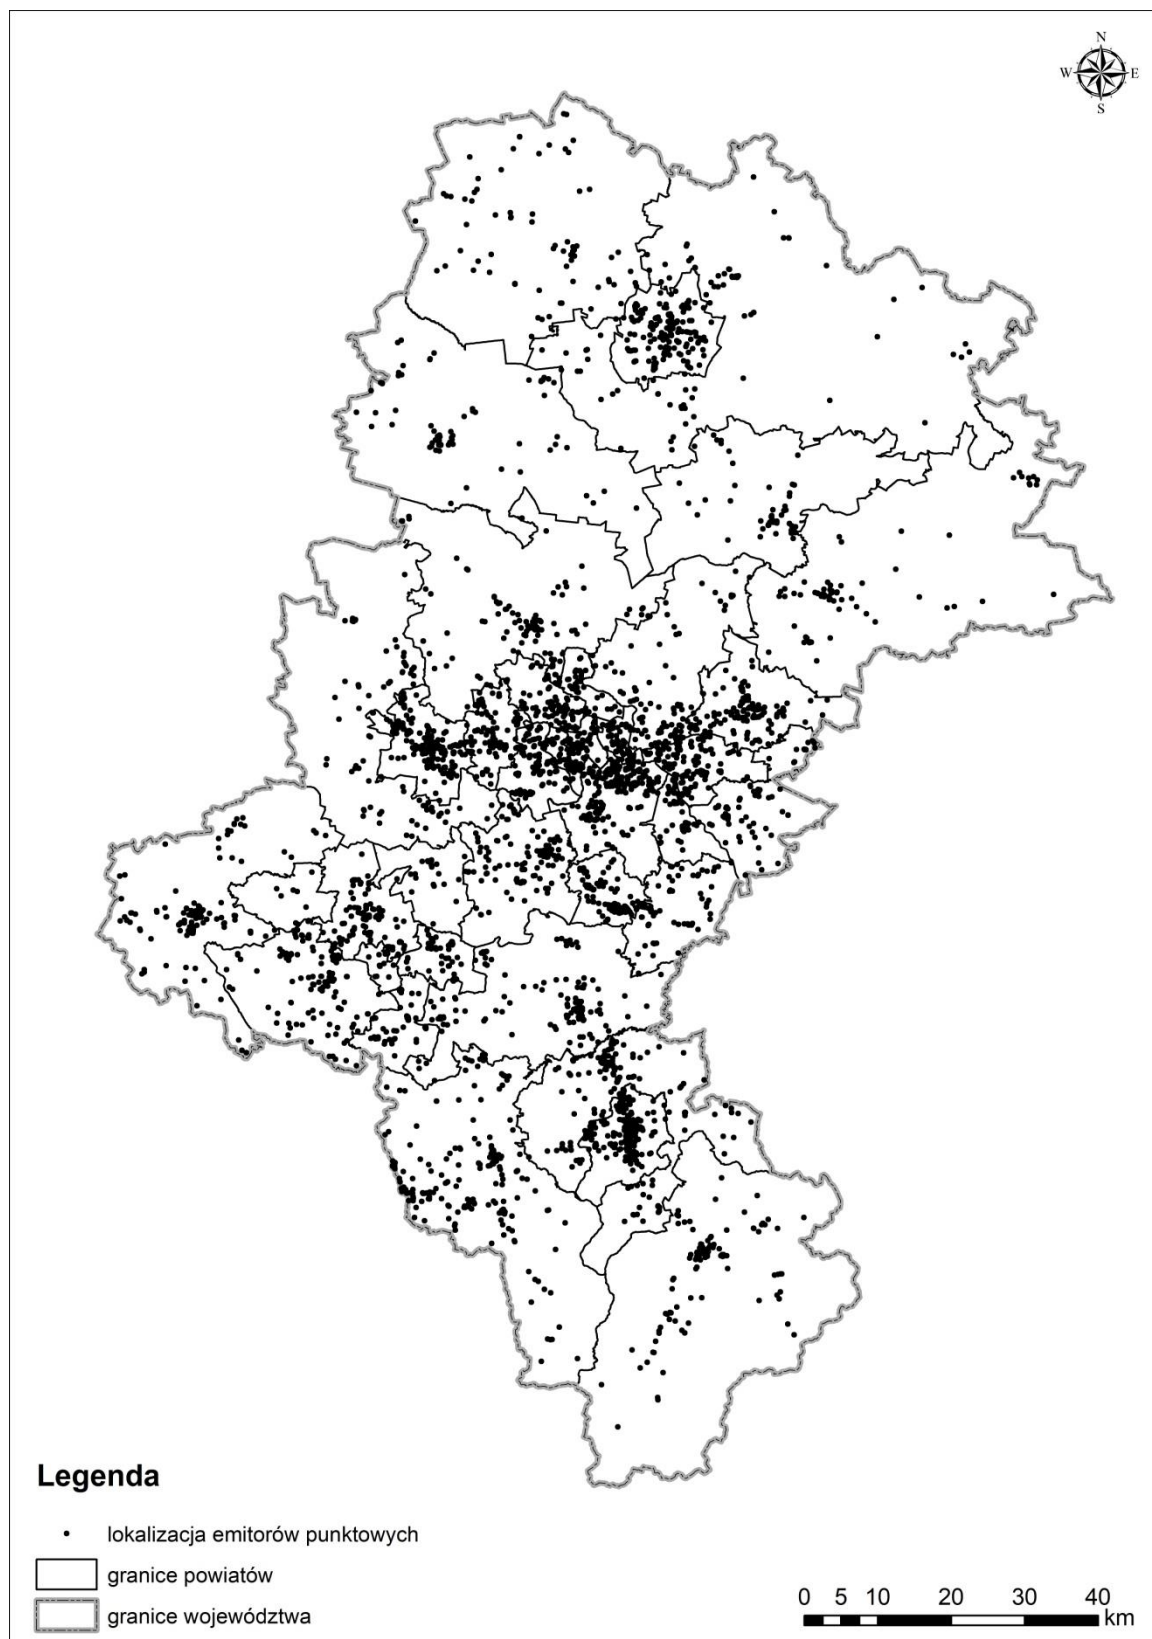 N
W E
S
Legenda
lokalizacja emitorów punktowych
granice powiatów
granice województwa
0 5 10 20 30 40
km